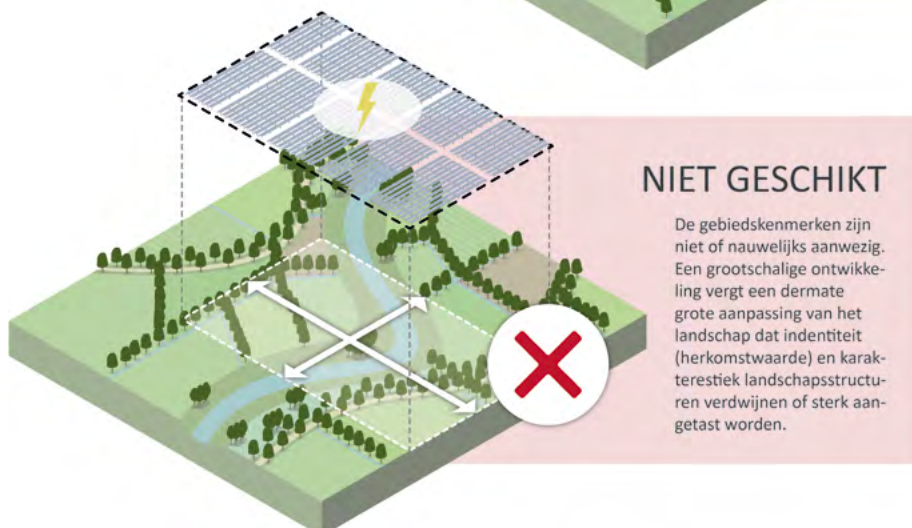 NIET GESCHIKT
De gebiedskenmerken zijn
niet of nauwelijks aanwezig.
Een grootschalige ontwikke-
ling vergt een dermate
grote aanpassing van het
landschap dat indentiteit
(herkomstwaarde) en karak-
terestiek landschapsstructu-
ren verdwijnen of sterk aan-
getast worden.